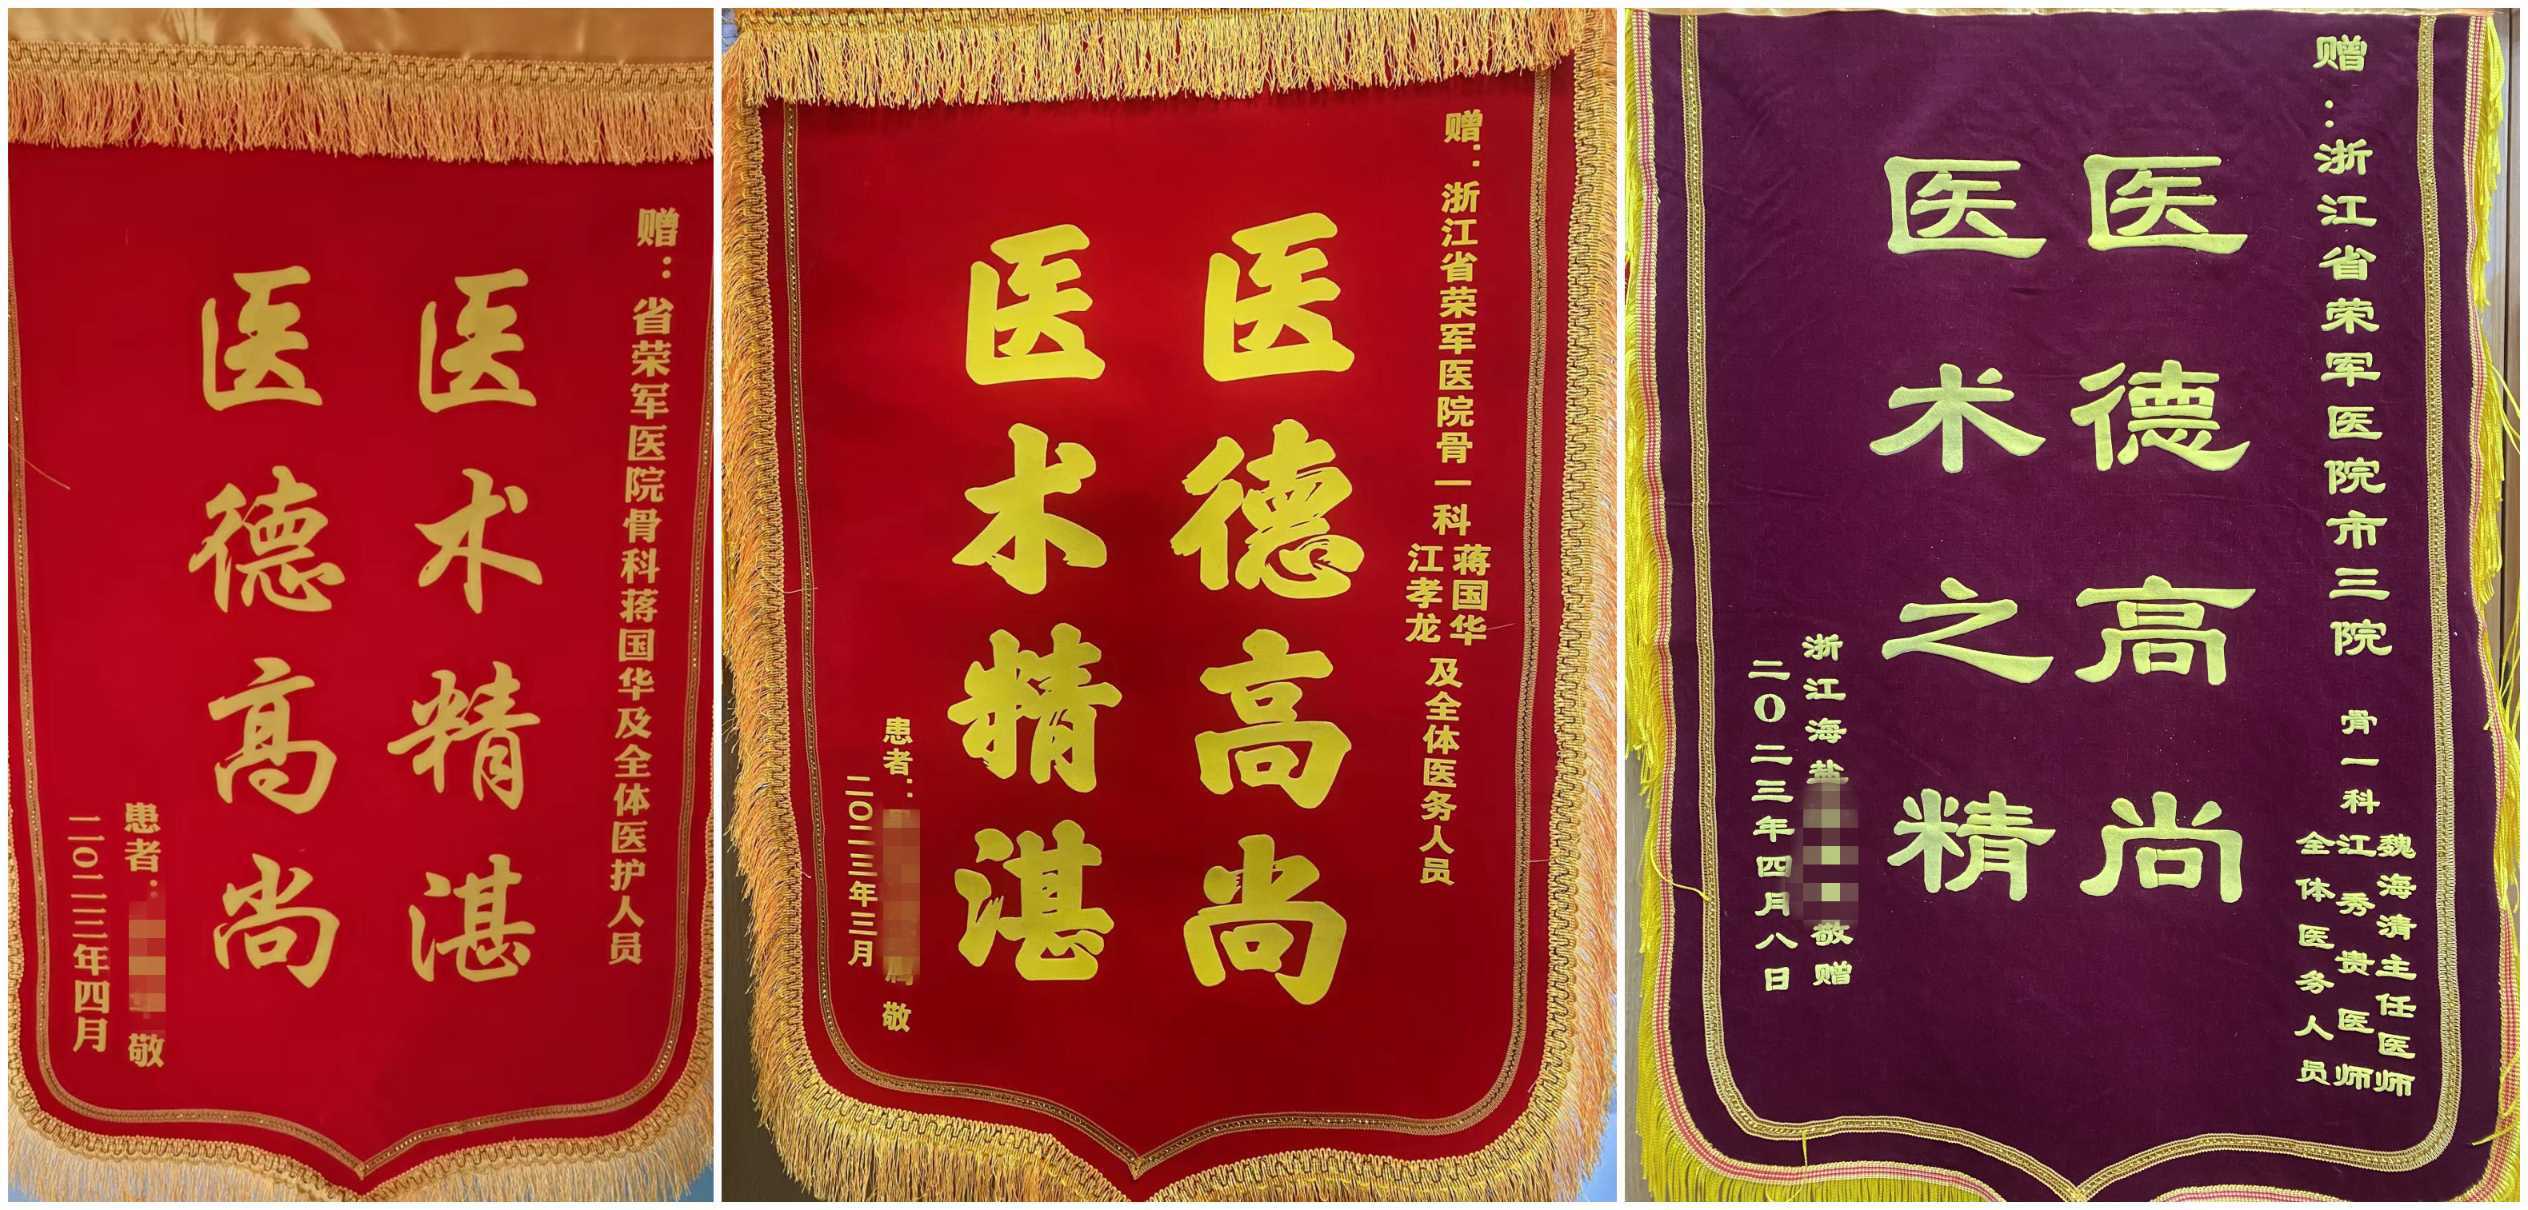 赠：省荣军医院骨科蒋国华及全体医护人员
医术精湛
医德高尚
患者：
敬
二〇二三年四月
赠：浙江省荣军医院骨一科
蒋国华
江孝龙
及全体医务人员
医德高尚
医术精湛
患者：
敬
二〇二三年三月
赠：浙江省荣军医院市三院
骨一科
魏海清主任医师
江秀贵医师
全体医务人员
医德高尚
医术之精
浙江海盐
敬赠
二〇二三年四月八日